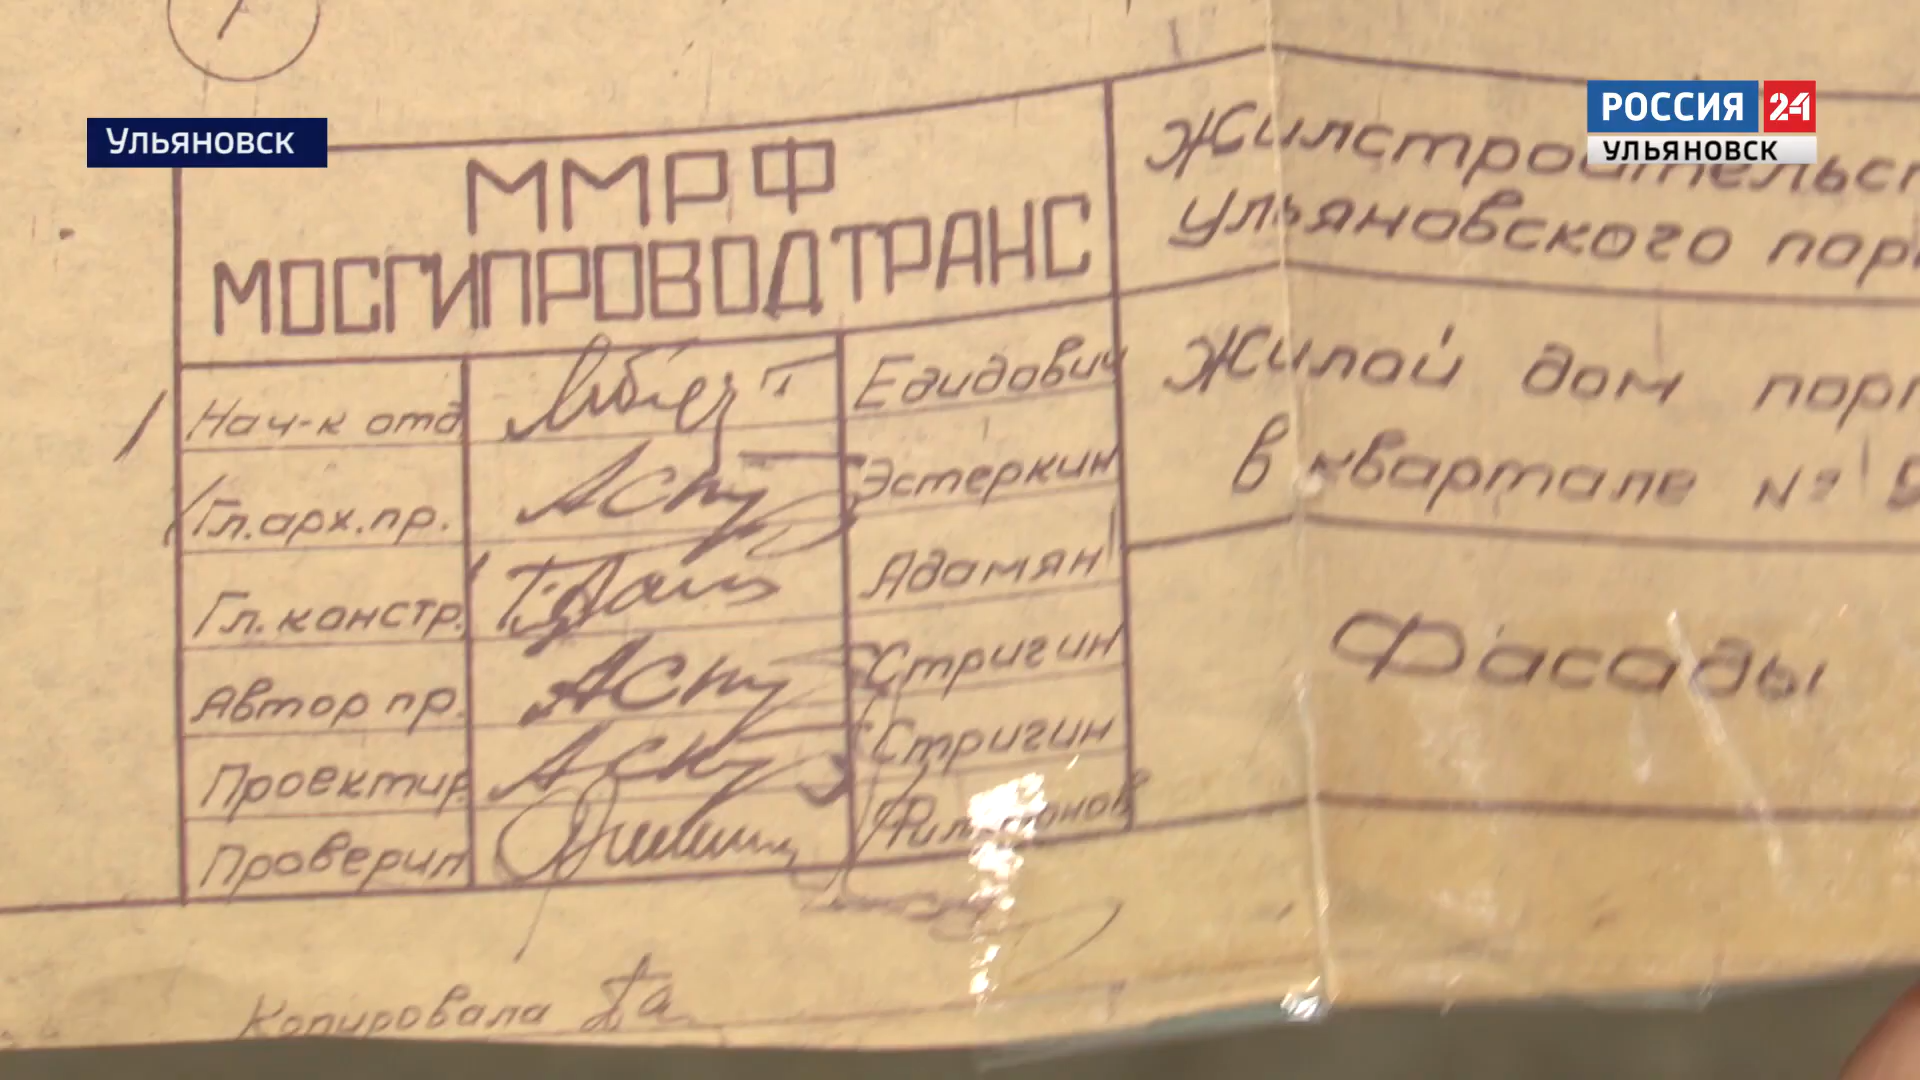 УЛЬЯНОВСК
РОССИЯ 24
УЛЬЯНОВСК
ММРФ
МОСГИПРОВОДТРАНС
Нач-к отд
Едидович
Гл.арх.пр.
Эстеркин
Гл.констр.
Адамян
Автор пр.
Стригин
Проектир.
Стригин
Проверил
Копировала
Жилстроительст
Ульяновского пор
Жилой дом порт
в квартале №
Фасады